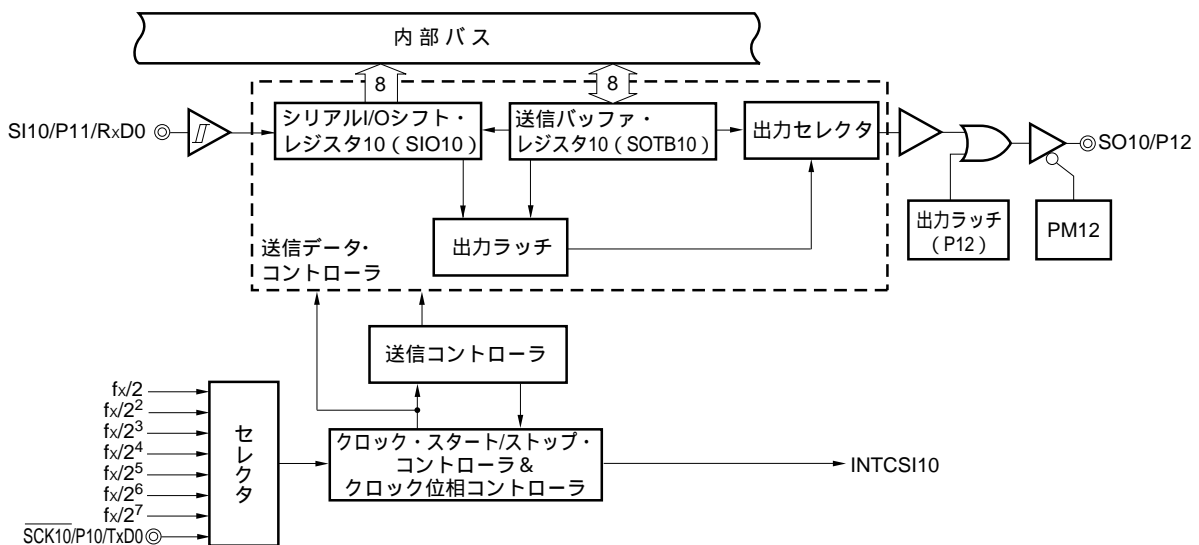 内部バス
8
8
SI10/P11/RxD0
シリアルI/Oシフト・
レジスタ10（SIO10）
送信バッファ・
レジスタ10（SOTB10）
出力セレクタ
SO10/P12
出力ラッチ
（P12）
PM12
出力ラッチ
送信データ・
コントローラ
送信コントローラ
fx/2
fx/2²
fx/2³
fx/2⁴
fx/2⁵
fx/2⁶
fx/2⁷
SCK10/P10/TxD0
セレクタ
クロック・スタート/ストップ・
コントローラ＆
クロック位相コントローラ
INTCSI10